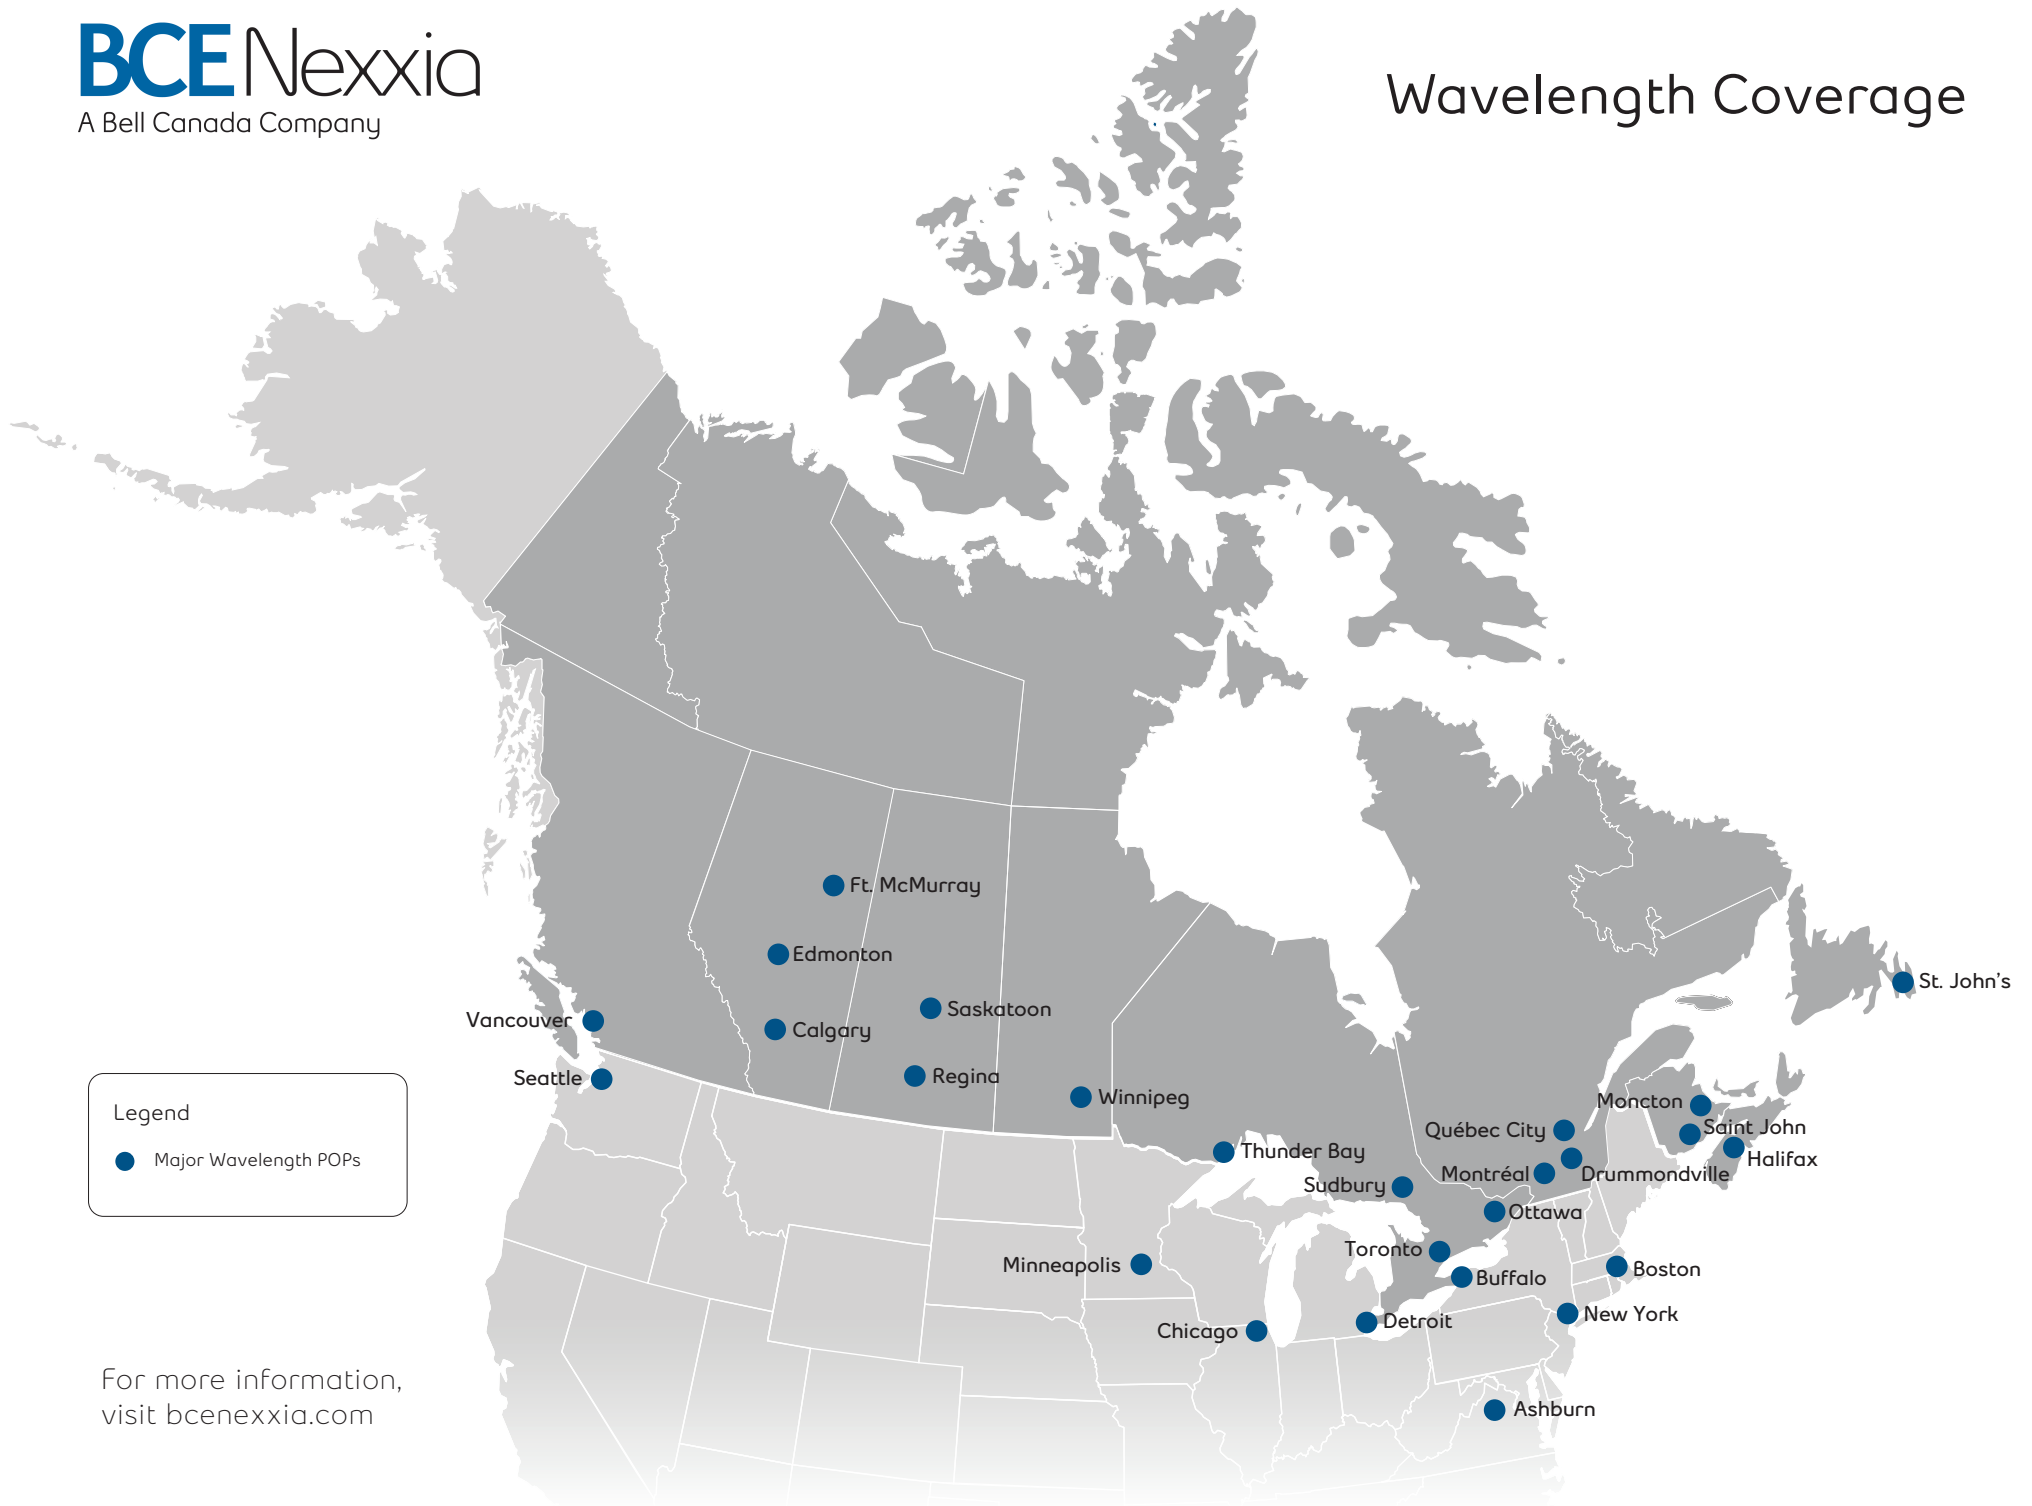 BCE Nexxia
A Bell Canada Company
Wavelength Coverage
Ft. McMurray
Edmonton
Saskatoon
St. John's
Vancouver
Calgary
Seattle
Regina
Winnipeg
Moncton
Québec City
Saint John
Thunder Bay
Halifax
Montréal
Drummondville
Sudbury
Ottawa
Toronto
Minneapolis
Buffalo
Boston
New York
Detroit
Chicago
Ashburn
Legend
Major Wavelength POPs
For more information,
visit bcenexxia.com